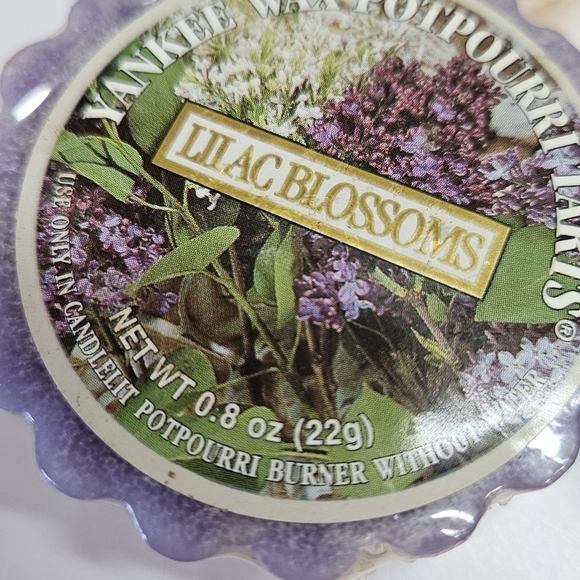 YANKEE WAX POTPOURRI TARTS®
LILAC BLOSSOMS
NET WT 0.8 oz (22g)
USE ONLY IN CANDLELIT POTPOURRI BURNER WITHOUT WATER